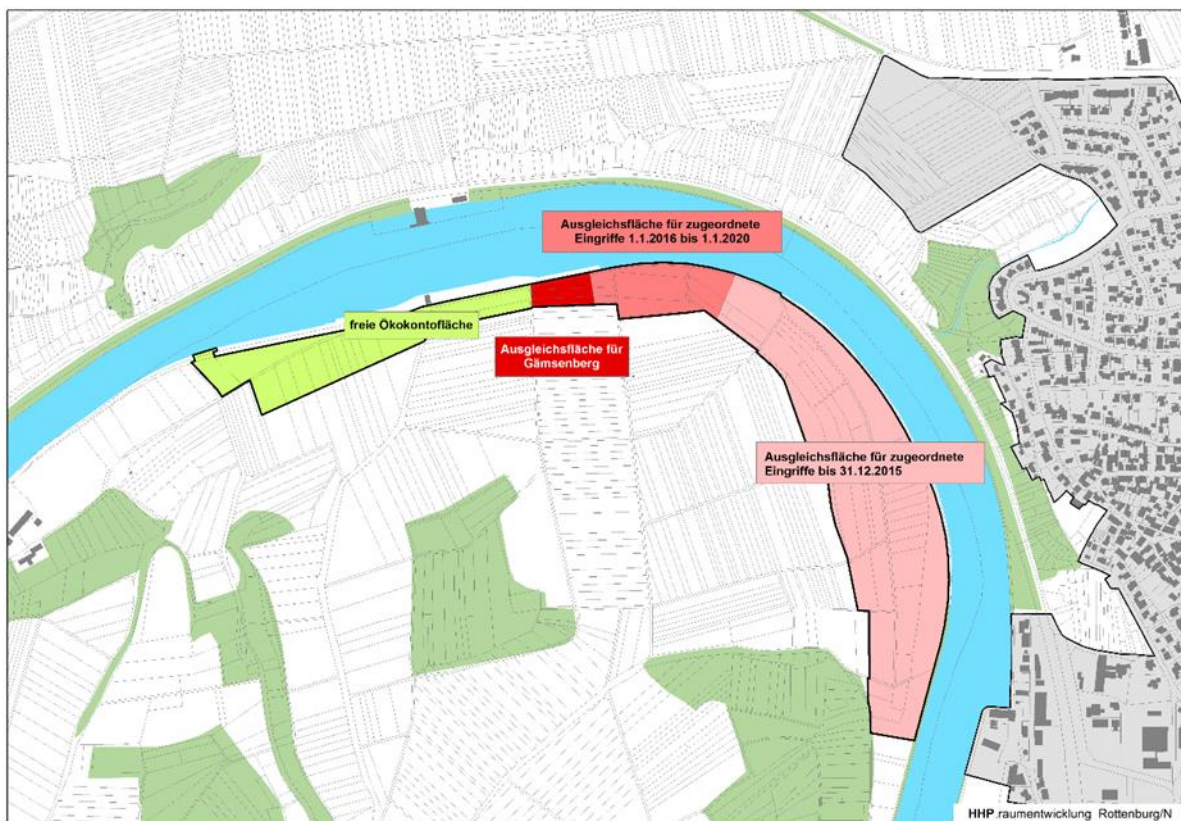 Ausgleichsfläche für zugeordnete
Eingriffe 1.1.2016 bis 1.1.2020
freie Ökokontofläche
Ausgleichsfläche für
Gämsenberg
Ausgleichsfläche für zugeordnete
Eingriffe bis 31.12.2015
HHP.raumentwicklung Rottenburg/N